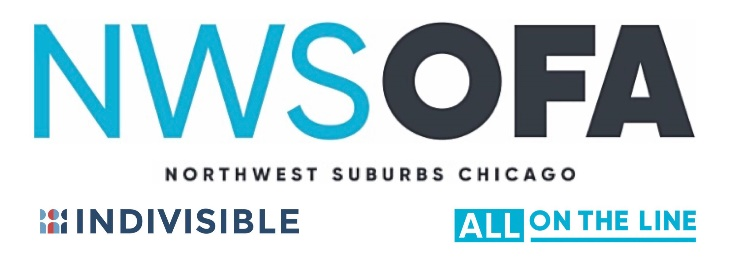 NWSOFA
NORTHWEST SUBURBS CHICAGO
INDIVISIBLE
ALL ON THE LINE